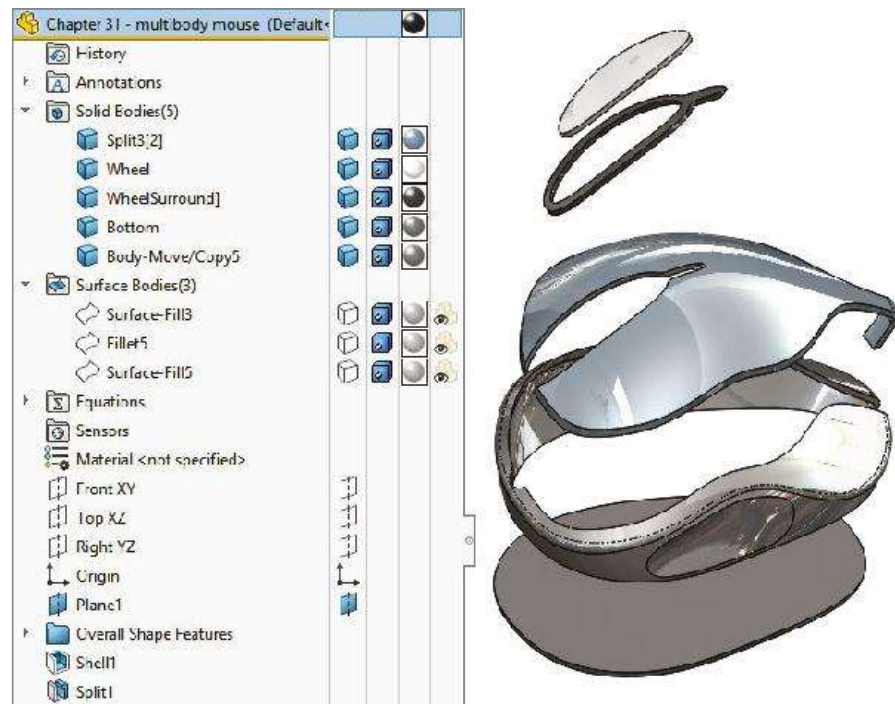 Chapter 31 - multibody mouse (Default<
History
Annotations
Solid Bodies(5)
Split3[2]
Wheel
WheelSurround]
Bottom
Body-Move/Copy5
Surface Bodies(3)
Surface-Fill3
Fillet5
Surface-Fill5
Equations
Sensors
Material <not specified>
Front XY
Top XZ
Right YZ
Origin
Plane1
Overall Shape Features
Shell1
Split1